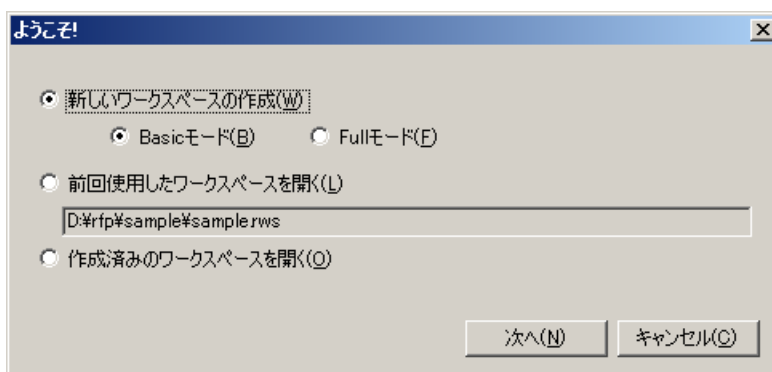 ようこそ!
新しいワークスペースの作成(W)
Basicモード(B) Fullモード(F)
前回使用したワークスペースを開く(L)
D:¥rfp¥sample¥sample.rws
作成済みのワークスペースを開く(O)
次へ(N) キャンセル(C)